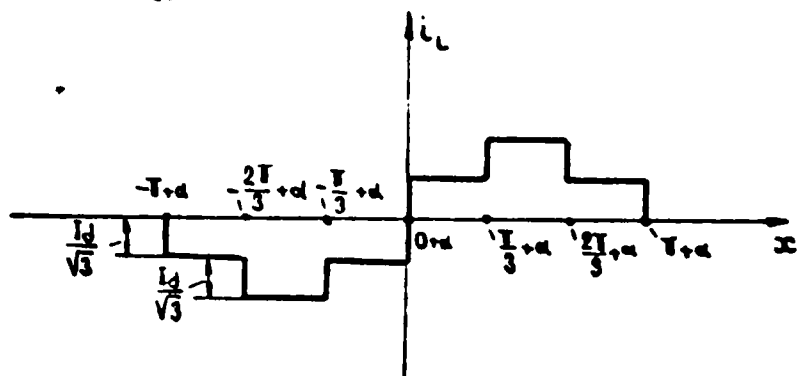 i_L
-π+α
-2π/3 +α
-π/3 +α
0+α
π/3 +α
2π/3 +α
π+α
x
I_d/√3
I_d/√3